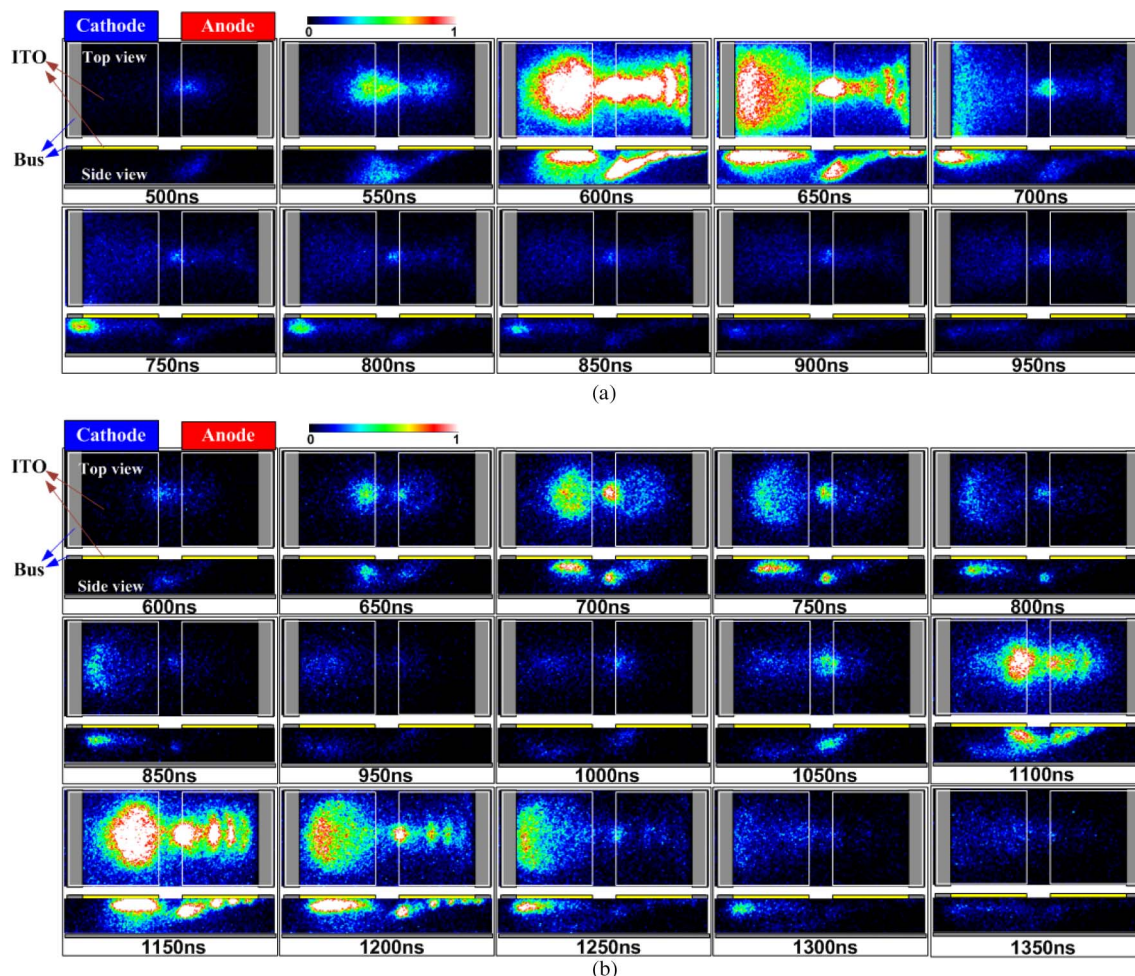 Cathode Anode
0 1
ITO
Top view
Bus
Side view
500ns 550ns 600ns 650ns 700ns
750ns 800ns 850ns 900ns 950ns
(a)
Cathode Anode
0 1
ITO
Top view
Bus
Side view
600ns 650ns 700ns 750ns 800ns
850ns 950ns 1000ns 1050ns 1100ns
1150ns 1200ns 1250ns 1300ns 1350ns
(b)